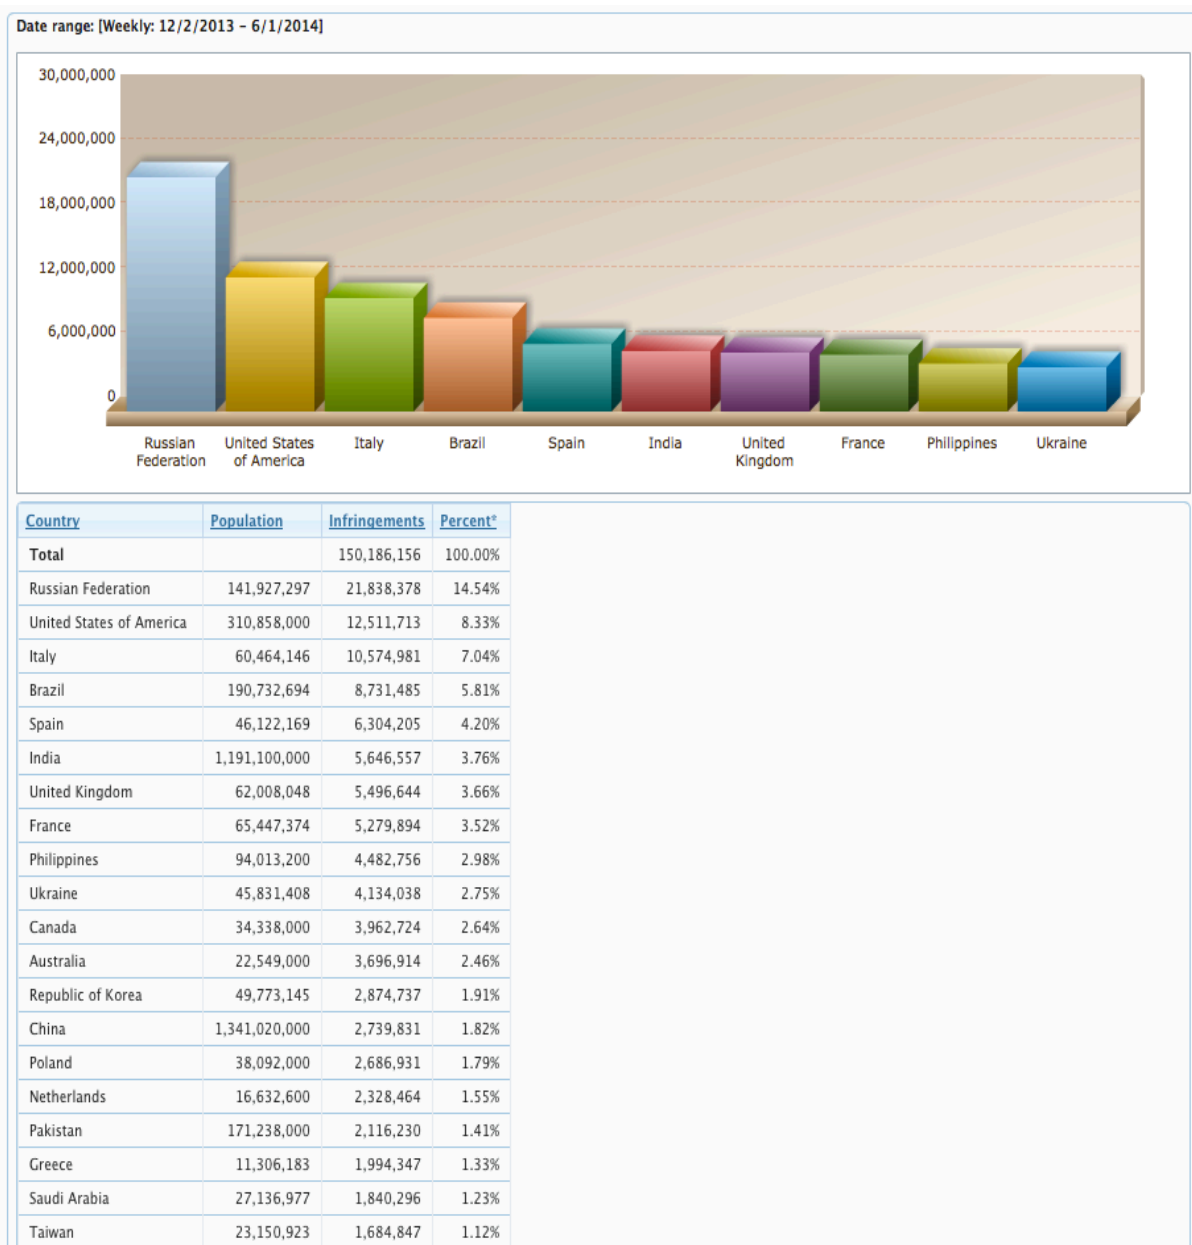 Date range: [Weekly: 12/2/2013 - 6/1/2014]
30,000,000
24,000,000
18,000,000
12,000,000
6,000,000
0
Russian Federation
United States of America
Italy
Brazil
Spain
India
United Kingdom
France
Philippines
Ukraine
Country Population Infringements Percent*
Total 150,186,156 100.00%
Russian Federation 141,927,297 21,838,378 14.54%
United States of America 310,858,000 12,511,713 8.33%
Italy 60,464,146 10,574,981 7.04%
Brazil 190,732,694 8,731,485 5.81%
Spain 46,122,169 6,304,205 4.20%
India 1,191,100,000 5,646,557 3.76%
United Kingdom 62,008,048 5,496,644 3.66%
France 65,447,374 5,279,894 3.52%
Philippines 94,013,200 4,482,756 2.98%
Ukraine 45,831,408 4,134,038 2.75%
Canada 34,338,000 3,962,724 2.64%
Australia 22,549,000 3,696,914 2.46%
Republic of Korea 49,773,145 2,874,737 1.91%
China 1,341,020,000 2,739,831 1.82%
Poland 38,092,000 2,686,931 1.79%
Netherlands 16,632,600 2,328,464 1.55%
Pakistan 171,238,000 2,116,230 1.41%
Greece 11,306,183 1,994,347 1.33%
Saudi Arabia 27,136,977 1,840,296 1.23%
Taiwan 23,150,923 1,684,847 1.12%